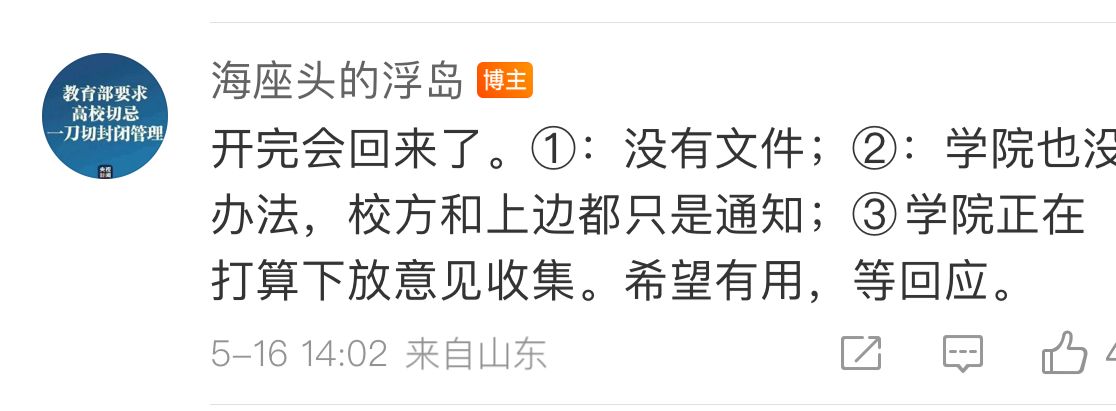 教育部要求
高校切忌
一刀切封闭管理
央视
新闻
海座头的浮岛 博主
开完会回来了。①：没有文件；②：学院也没
办法，校方和上边都只是通知；③学院正在
打算下放意见收集。希望有用，等回应。
5-16 14:02 来自山东